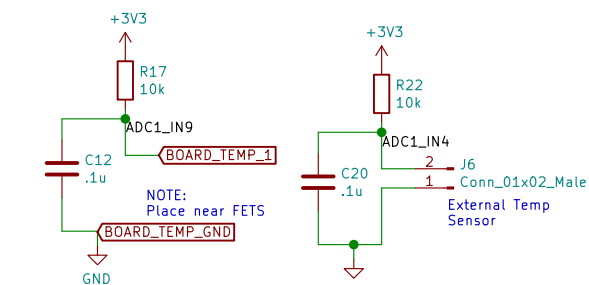 +3V3
R17
10k
ADC1_IN9
C12
.1u
BOARD_TEMP_1
NOTE:
Place near FETS
BOARD_TEMP_GND
GND
+3V3
R22
10k
ADC1_IN4
C20
.1u
2
1
J6
Conn_01x02_Male
External Temp
Sensor